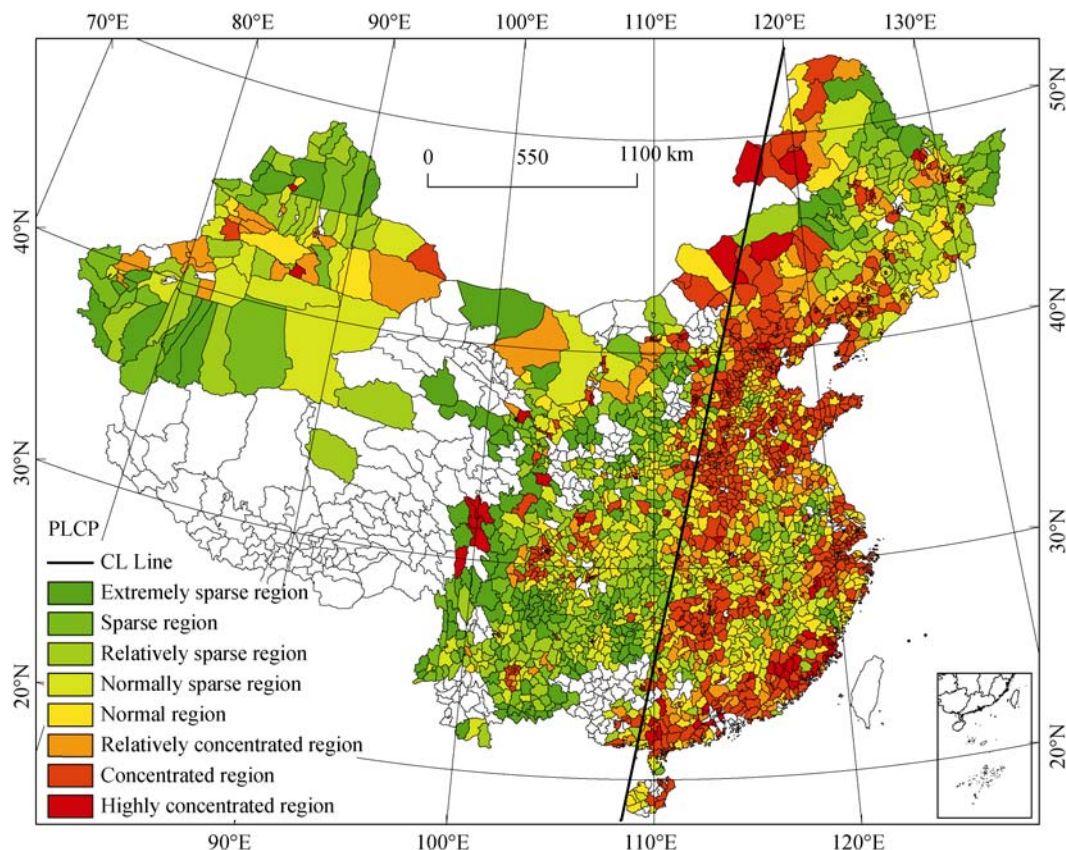 70°E 80°E 90°E 100°E 110°E 120°E 130°E
50°N
0 550 1100 km
40°N
40°N
30°N
30°N
20°N
20°N
PLCP
CL Line
Extremely sparse region
Sparse region
Relatively sparse region
Normally sparse region
Normal region
Relatively concentrated region
Concentrated region
Highly concentrated region
90°E 100°E 110°E 120°E